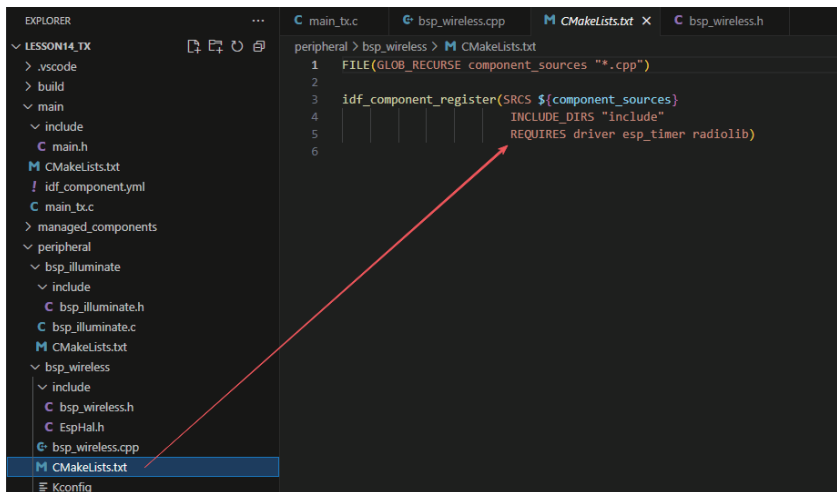 EXPLORER
LESSON14_TX
.vscode
build
main
include
C main.h
M CMakeLists.txt
! idf_component.yml
C main_tx.c
managed_components
peripheral
bsp_illuminate
include
C bsp_illuminate.h
C bsp_illuminate.c
M CMakeLists.txt
bsp_wireless
include
C bsp_wireless.h
C EspHal.h
bsp_wireless.cpp
M CMakeLists.txt
Kconfig
C main_tx.c
bsp_wireless.cpp
M CMakeLists.txt
C bsp_wireless.h
peripheral > bsp_wireless > M CMakeLists.txt
1 FILE(GLOB_RECURSE component_sources "*.cpp")
2
3 idf_component_register(SRCS ${component_sources}
4 INCLUDE_DIRS "include"
5 REQUIRES driver esp_timer radiolib)
6